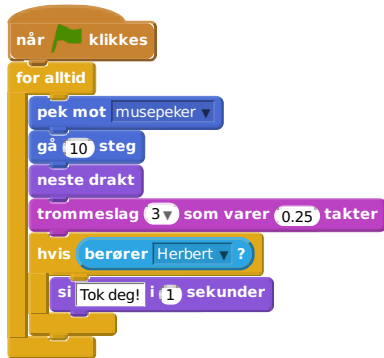 når klikkes
for alltid
pek mot musepeker
gå 10 steg
neste drakt
trommeslag 3 som varer 0.25 takter
hvis berører Herbert ?
si Tok deg! i 1 sekunder